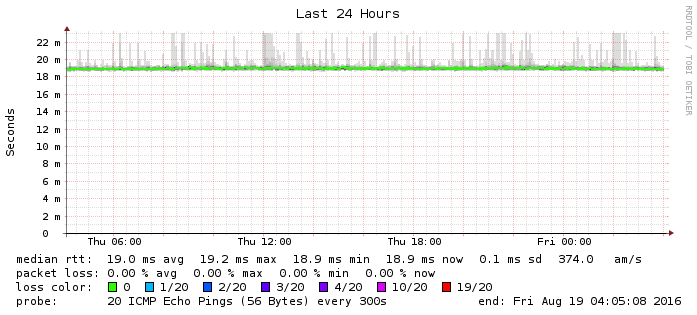 Last 24 Hours
RRDTOOL / TOBI OETIKER
Seconds
22 m
20 m
18 m
16 m
14 m
12 m
10 m
8 m
6 m
4 m
2 m
0
Thu 06:00 Thu 12:00 Thu 18:00 Fri 00:00
median rtt: 19.0 ms avg 19.2 ms max 18.9 ms min 18.9 ms now 0.1 ms sd 374.0 am/s
packet loss: 0.00 % avg 0.00 % max 0.00 % min 0.00 % now
loss color: 0 1/20 2/20 3/20 4/20 10/20 19/20
probe: 20 ICMP Echo Pings (56 Bytes) every 300s end: Fri Aug 19 04:05:08 2016